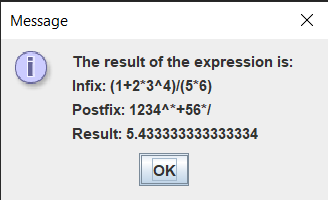 Message
The result of the expression is:
Infix: (1+2*3^4)/(5*6)
Postfix: 1234^*+56*/
Result: 5.433333333333334
OK